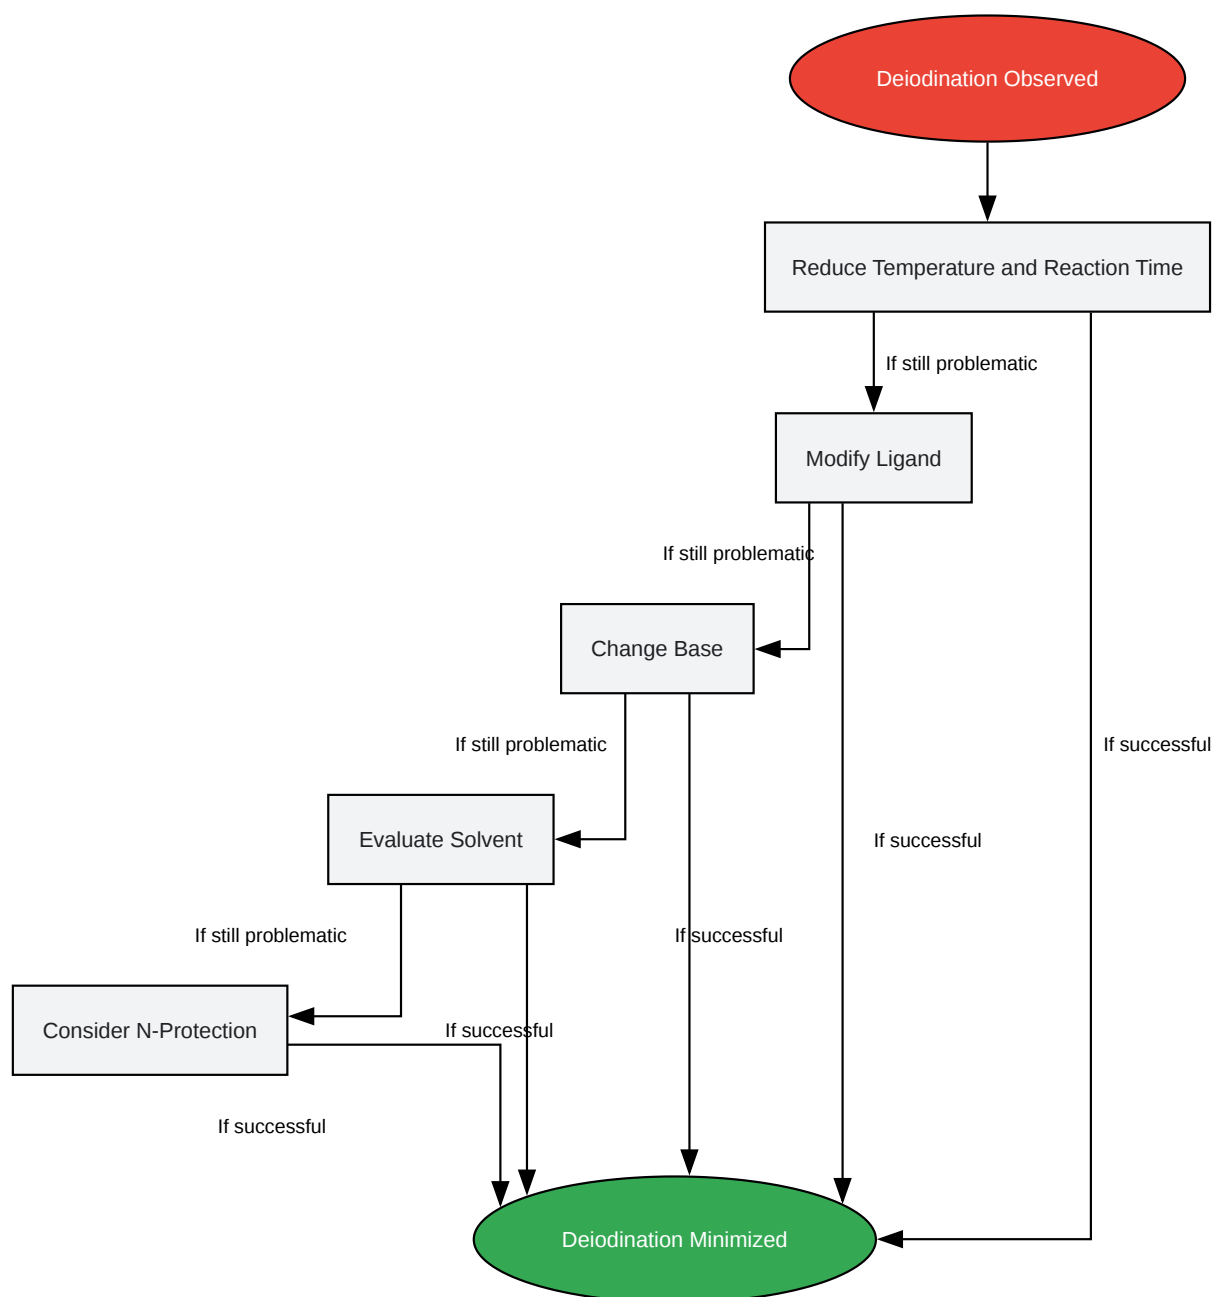 Deiodination Observed
Reduce Temperature and Reaction Time
If still problematic
Modify Ligand
If still problematic
Change Base
If still problematic
If successful
Evaluate Solvent
If successful
If still problematic
If successful
Consider N-Protection
If successful
If successful
Deiodination Minimized